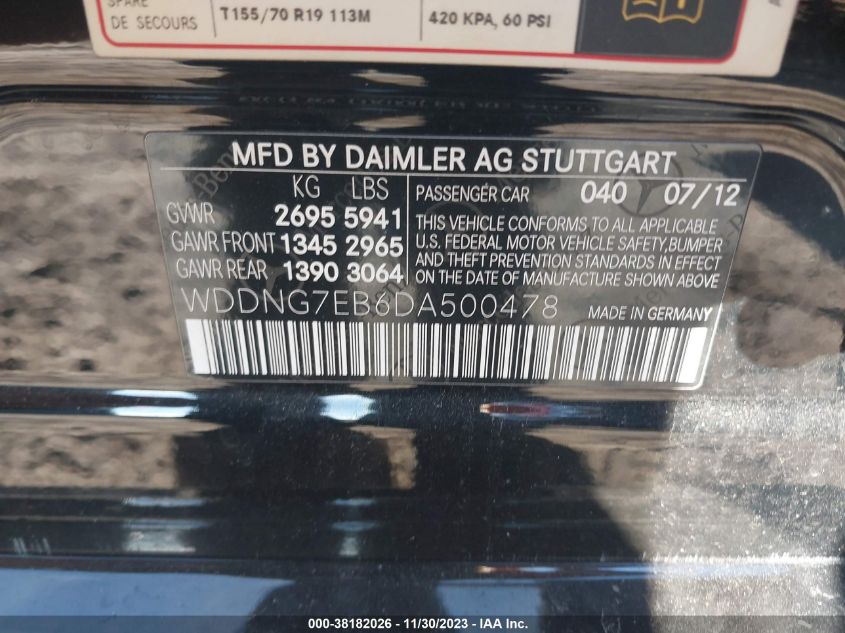 SPARE
DE SECOURS
T155/70 R19 113M
420 KPA, 60 PSI
MFD BY DAIMLER AG STUTTGART
KG LBS
GVWR 2695 5941
GAWR FRONT 1345 2965
GAWR REAR 1390 3064
PASSENGER CAR 040 07/12
THIS VEHICLE CONFORMS TO ALL APPLICABLE
U.S. FEDERAL MOTOR VEHICLE SAFETY,BUMPER
AND THEFT PREVENTION STANDARDS IN EFFECT
ON THE DATE OF MANUFACTURE SHOWN ABOVE
WDDNG7EB6DA500478
MADE IN GERMANY
000-38182026 - 11/30/2023 - IAA Inc.